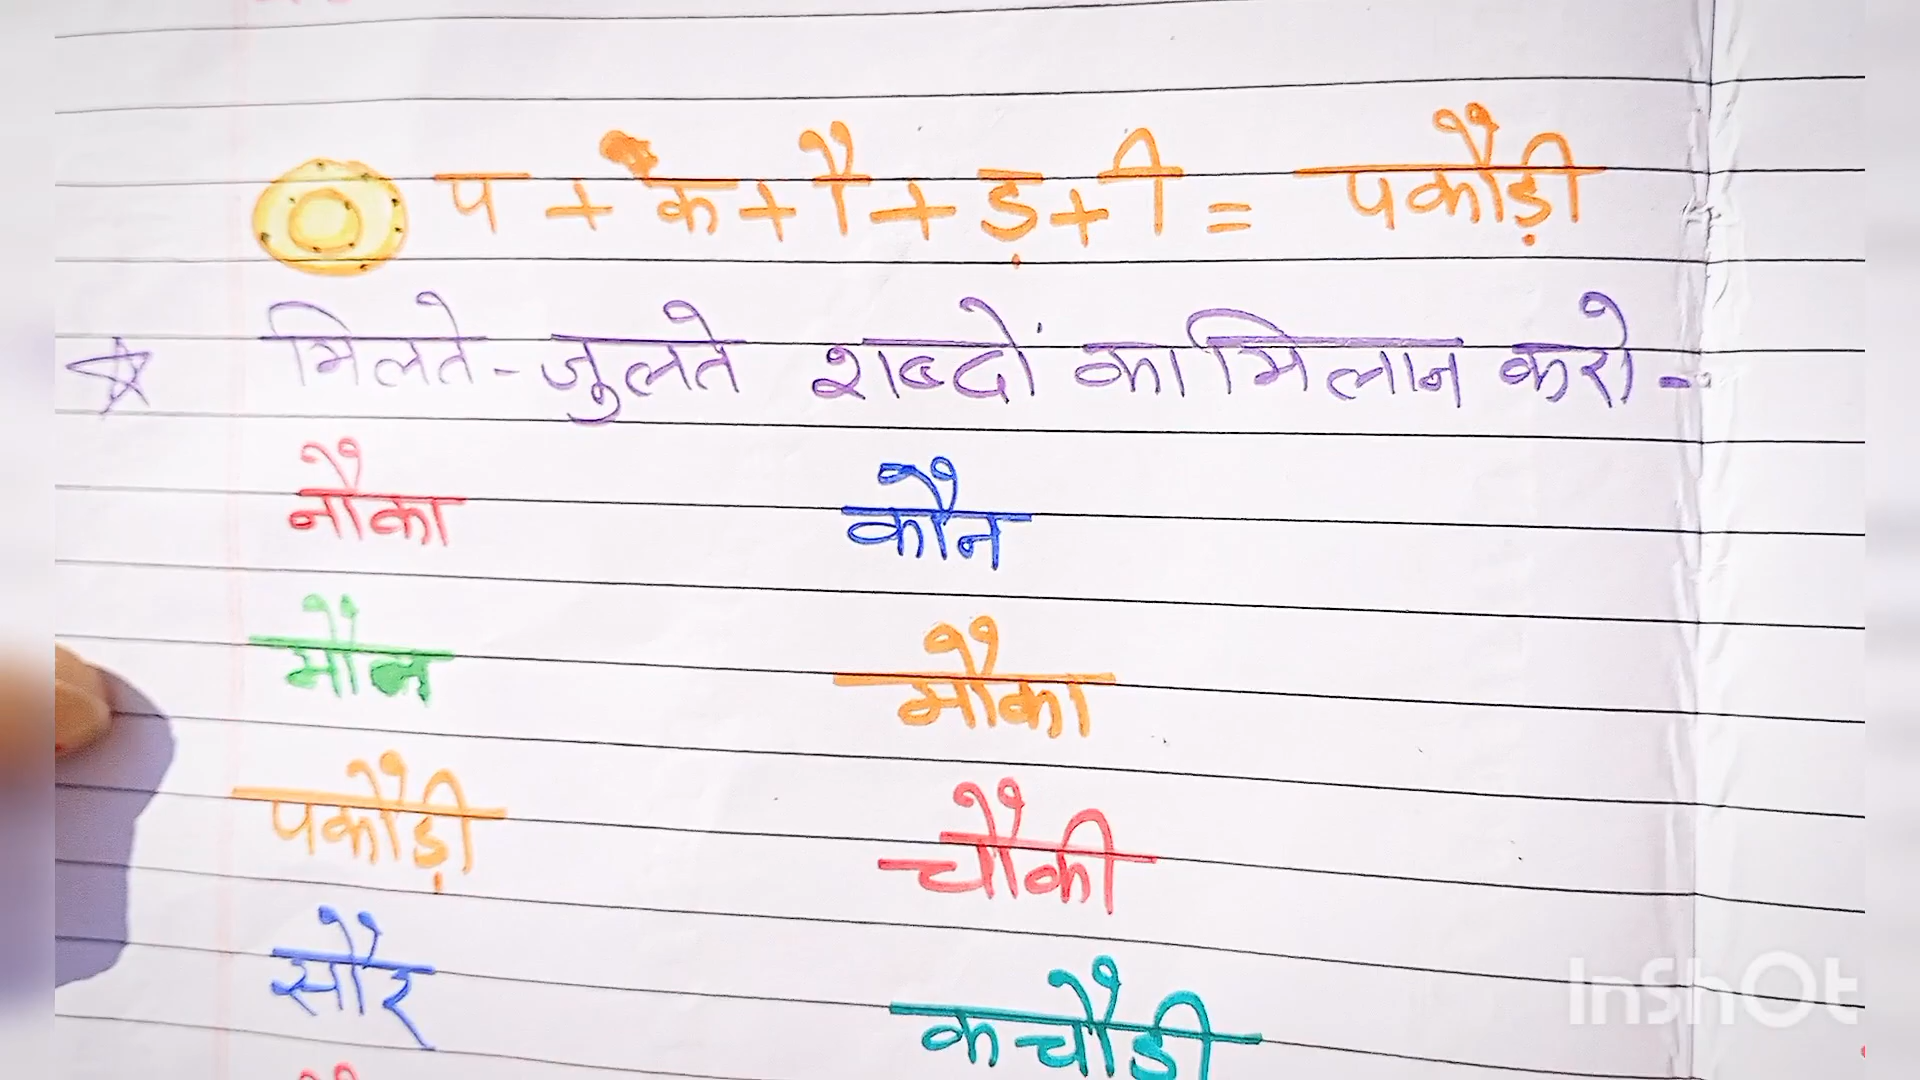 प + क + ौ + ड़ + ी = पकौड़ी
मिलते-जुलते शब्दों का मिलान करो -
नौका कौन
मौन मौका
पकौड़ी चौकी
सौर कचौडी
InShOt